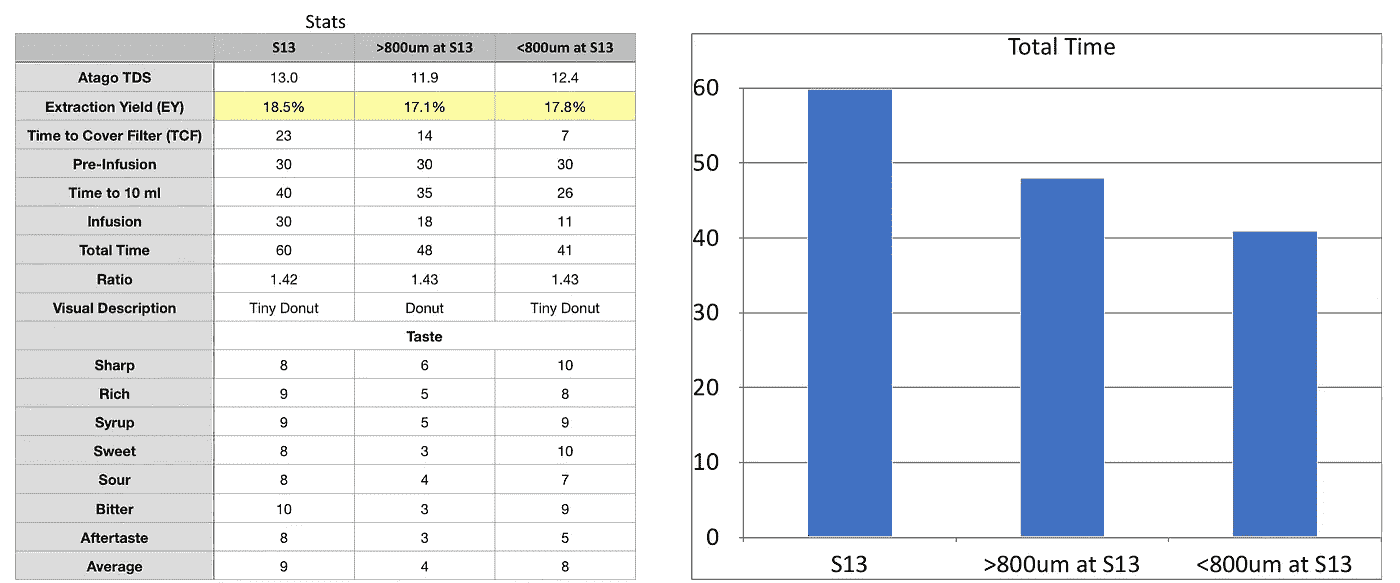 Stats
S13 >800um at S13 <800um at S13
Atago TDS 13.0 11.9 12.4
Extraction Yield (EY) 18.5% 17.1% 17.8%
Time to Cover Filter (TCF) 23 14 7
Pre-Infusion 30 30 30
Time to 10 ml 40 35 26
Infusion 30 18 11
Total Time 60 48 41
Ratio 1.42 1.43 1.43
Visual Description Tiny Donut Donut Tiny Donut
Taste
Sharp 8 6 10
Rich 9 5 8
Syrup 9 5 9
Sweet 8 3 10
Sour 8 4 7
Bitter 10 3 9
Aftertaste 8 3 5
Average 9 4 8
Total Time
60
50
40
30
20
10
0
S13 >800um at S13 <800um at S13